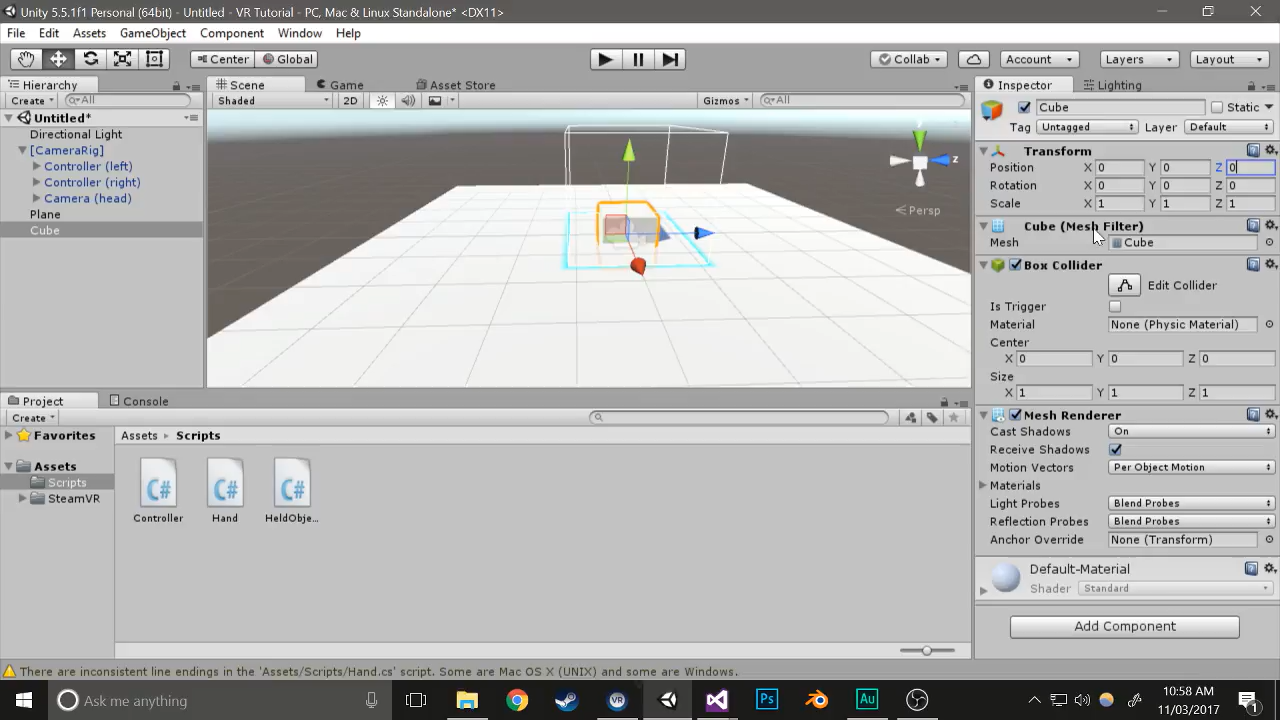 Unity 5.5.1f1 Personal (64bit) - Untitled - VR Tutorial - PC, Mac & Linux Standalone* <DX11>
File Edit Assets GameObject Component Window Help
Center Global Collab Account Layers Layout
Hierarchy Scene Game Asset Store Inspector Lighting
Create All Shaded 2D Gizmos All
Cube Static
Untitled*
Tag Untagged Layer Default
Directional Light
[CameraRig]
Transform
Controller (left)
Position X 0 Y 0 Z 0
Controller (right)
Rotation X 0 Y 0 Z 0
Camera (head)
Scale X 1 Y 1 Z 1
Plane
Cube
z
Persp
Cube (Mesh Filter)
Mesh Cube
Box Collider
Edit Collider
Is Trigger
Material None (Physic Material)
Center
X 0 Y 0 Z 0
Size
X 1 Y 1 Z 1
Project Console
Create
Mesh Renderer
Favorites Assets Scripts
Cast Shadows On
Receive Shadows
Assets
Motion Vectors Per Object Motion
Scripts
Materials
SteamVR
C# C# C#
Light Probes Blend Probes
Controller Hand HeldObje...
Reflection Probes Blend Probes
Anchor Override None (Transform)
Default-Material
Shader Standard
Add Component
There are inconsistent line endings in the 'Assets/Scripts/Hand.cs' script. Some are Mac OS X (UNIX) and some are Windows.
Ask me anything VR Ps Au 10:58 AM
11/03/2017